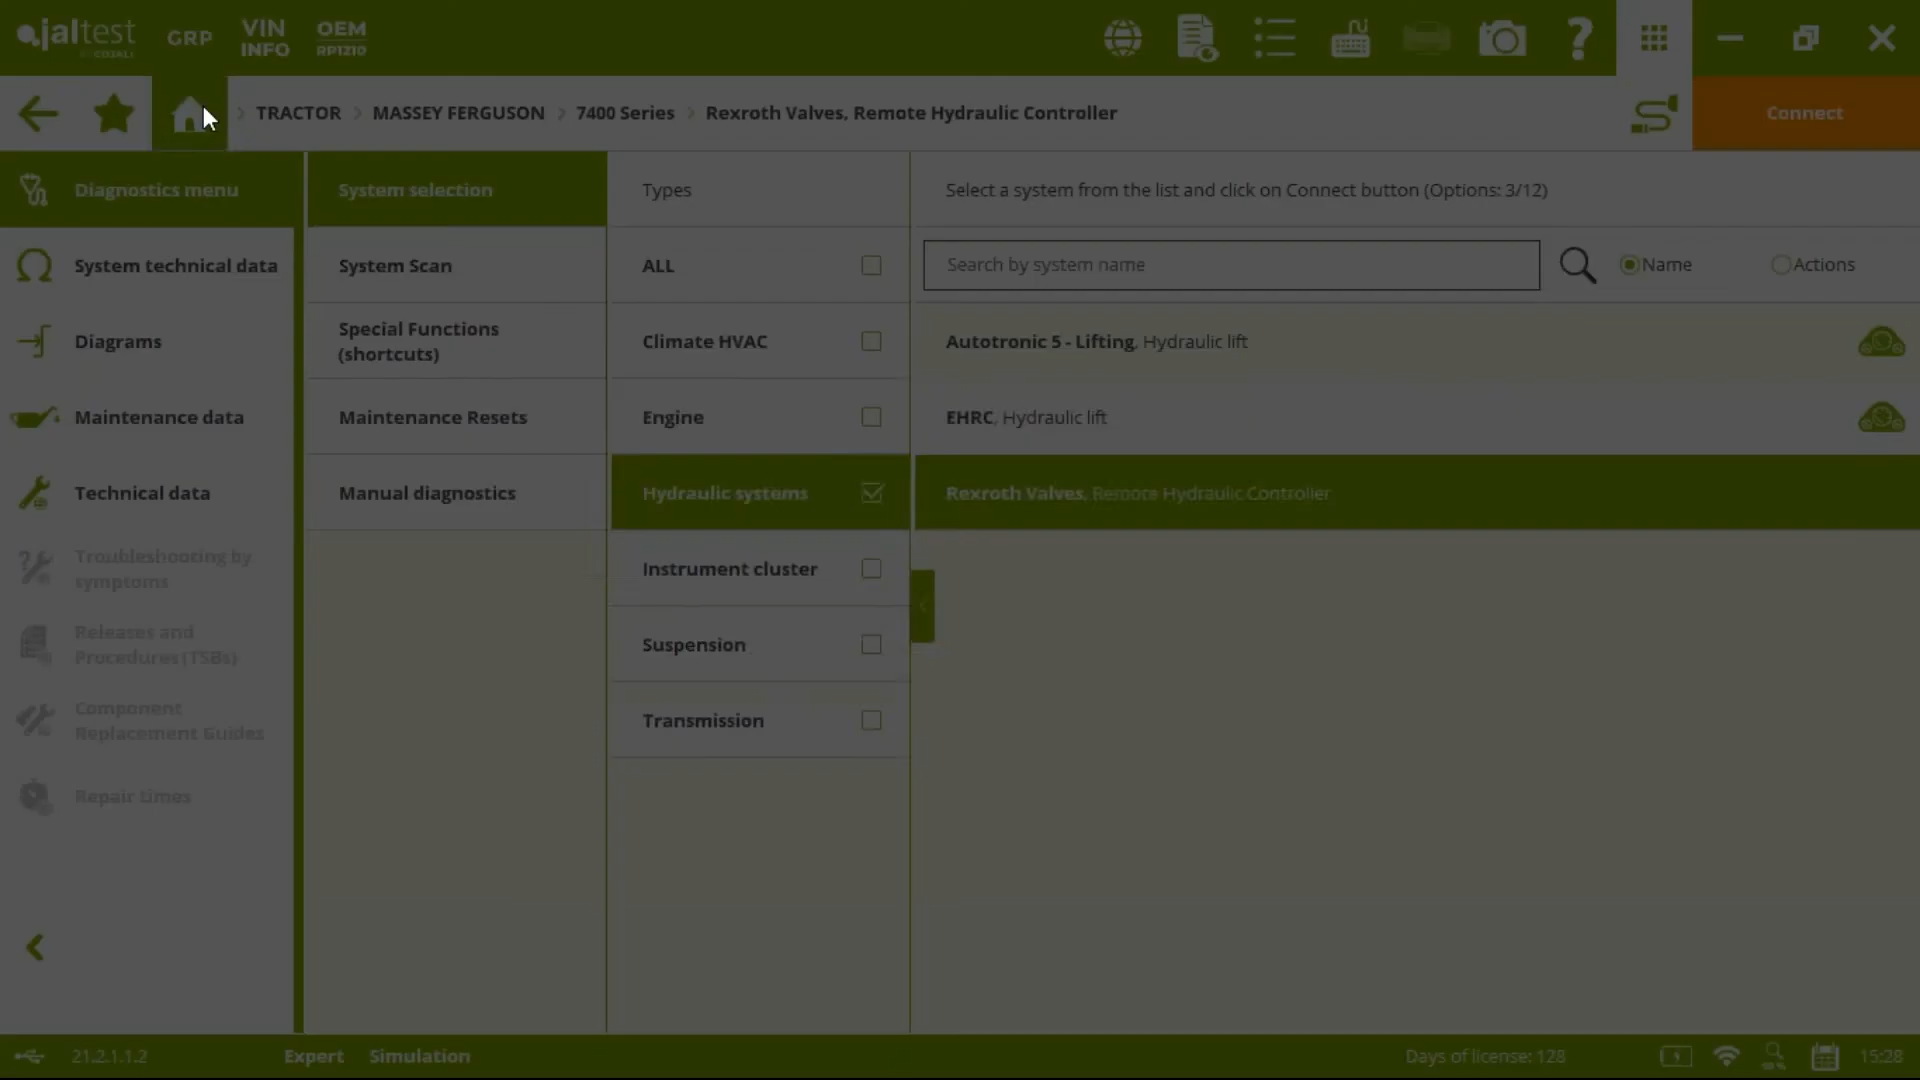 jaltest
BY COJALI
GRP
VIN
INFO
OEM
RP1210
TRACTOR > MASSEY FERGUSON > 7400 Series > Rexroth Valves, Remote Hydraulic Controller
Connect
Diagnostics menu
System technical data
Diagrams
Maintenance data
Technical data
Troubleshooting by
symptoms
Releases and
Procedures (TSBs)
Component
Replacement Guides
Repair times
System selection
System Scan
Special Functions
(shortcuts)
Maintenance Resets
Manual diagnostics
Types
ALL
Climate HVAC
Engine
Hydraulic systems
Instrument cluster
Suspension
Transmission
Select a system from the list and click on Connect button (Options: 3/12)
Search by system name
Name
Actions
Autotronic 5 - Lifting, Hydraulic lift
EHRC, Hydraulic lift
Rexroth Valves, Remote Hydraulic Controller
21.2.1.1.2
Expert
Simulation
Days of license: 128
15:28